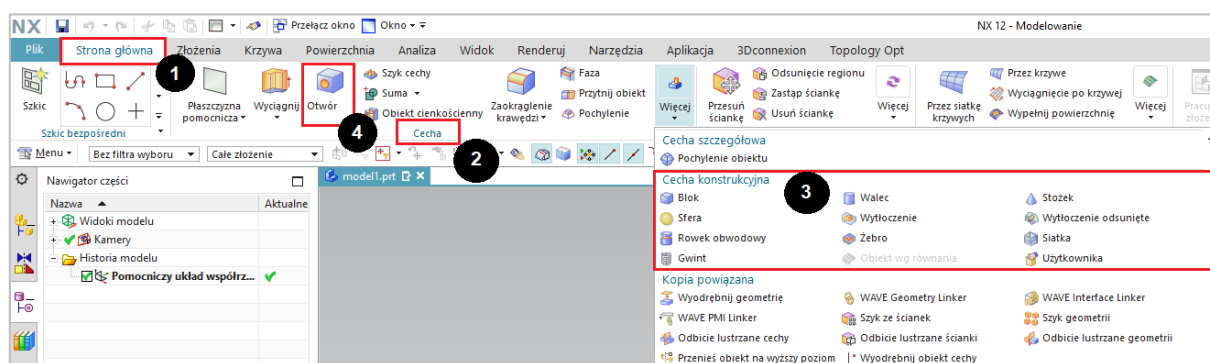 NX Przełącz okno Okno NX 12 - Modelowanie
Plik Strona główna Złożenia Krzywa Powierzchnia Analiza Widok Renderuj Narzędzia Aplikacja 3Dconnexion Topology Opt
1
Szyk cechy Faza Odsunięcie regionu Przez krzywe
Suma Przytnij obiekt Zastąp ściankę Wyciągnięcie po krzywej
Szkic Płaszczyzna pomocnicza Wyciągnij Otwór Obiekt cienkościenny Zaokrąglenie krawędzi Pochylenie Więcej Przesuń ściankę Usuń ściankę Więcej Przez siatkę krzywych Wypełnij powierzchnię Więcej
4
Szkic bezpośredni Cecha
Menu Bez filtra wyboru Całe złożenie
2
Cecha szczegółowa
Pochylenie obiektu
Nawigator części model1.prt
Cecha konstrukcyjna 3
Nazwa Aktualne
Blok Walec Stożek
Widoki modelu
Sfera Wytłoczenie Wytłoczenie odsunięte
Kamery
Rowek obwodowy Żebro Siatka
Historia modelu
Gwint Obiekt wg równania Użytkownika
Pomocniczy układ współrz...
Kopia powiązana
Wyodrębnij geometrię WAVE Geometry Linker WAVE Interface Linker
WAVE PMI Linker Szyk ze ścianek Szyk geometrii
Odbicie lustrzane cechy Odbicie lustrzane ścianki Odbicie lustrzane geometrii
Przenieś obiekt na wyższy poziom Wyodrębnij obiekt cechy